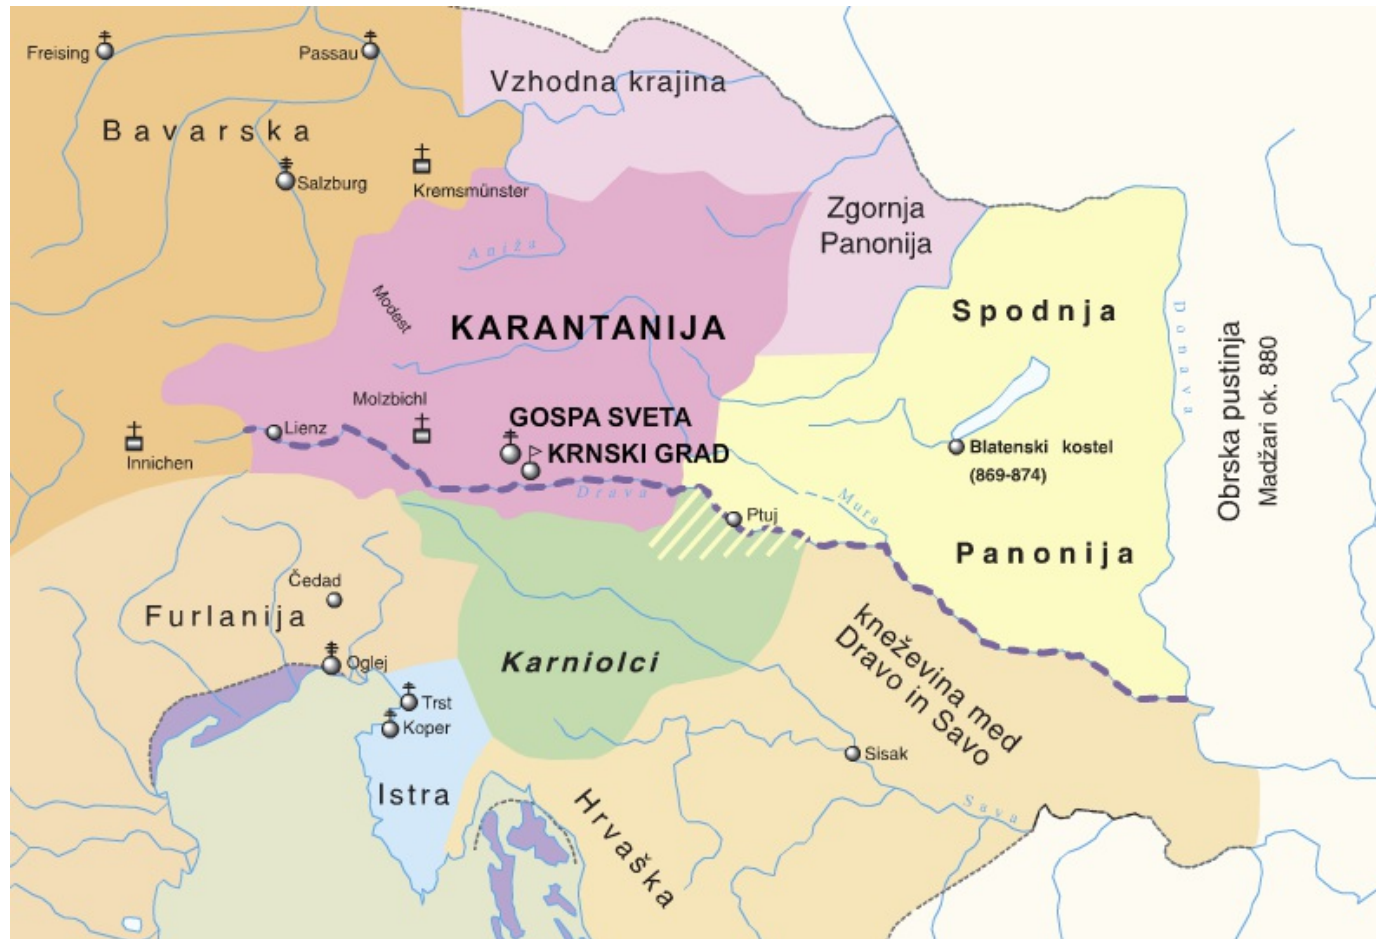 Freising
Passau
Vzhodna krajina
Bavarska
Salzburg
Kremsmünster
Zgornja
Panonija
Aniža
Modest
KARANTANIJA
Spodnja
Donava
Obrska pustinja
Madžari ok. 880
Molzbichl
GOSPA SVETA
Lienz
KRNSKI GRAD
Innichen
Blatenski kostel
(869-874)
Drava
Mura
Ptuj
Panonija
Čedad
Furlanija
Karniolci
kneževina med
Dravo in Savo
Oglej
Trst
Koper
Sisak
Istra
Hrvaška
Sava